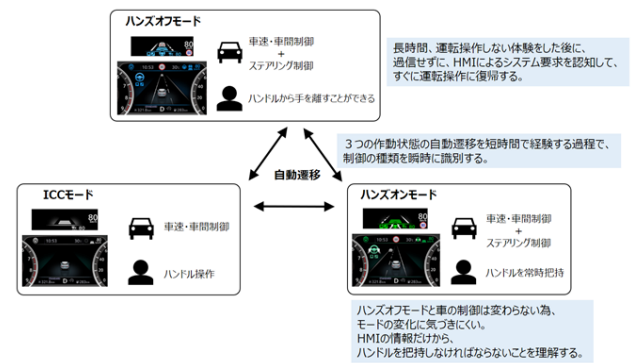 ハンズオフモード
80
車速・車間制御
+
ステアリング制御
ハンドルから手を離すことができる
長時間、運転操作しない体験をした後に、
過信せずに、HMIによるシステム要求を認知して、
すぐに運転操作に復帰する。
3つの作動状態の自動遷移を短時間で経験する過程で、
制御の種類を瞬時に識別する。
自動遷移
ICCモード
80
車速・車間制御
10:53
ハンドル操作
ハンズオンモード
80
車速・車間制御
+
ステアリング制御
10:53
ハンドルを常時把持
ハンズオフモードと車の制御は変わらない為、
モードの変化に気づきにくい。
HMIの情報だけから、
ハンドルを把持しなければならないことを理解する。